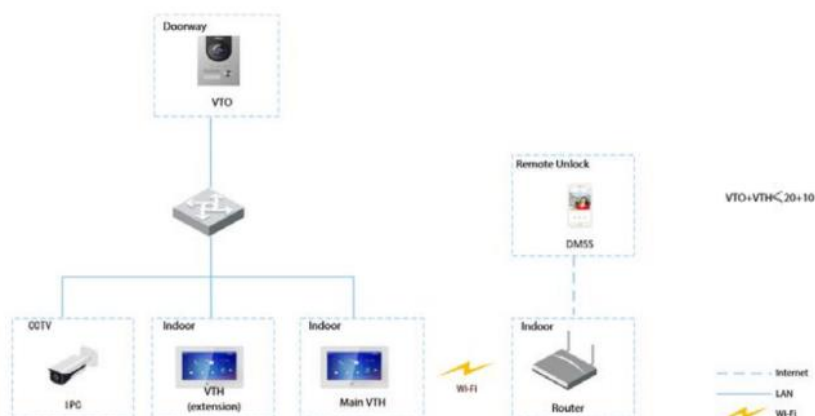 Doorway
VTO
Remote Unlock
DMSS
VTO+VTH≤20+10
CCTV
IPC
Indoor
VTH
(extension)
Indoor
Main VTH
Wi-Fi
Indoor
Router
Internet
LAN
Wi-Fi